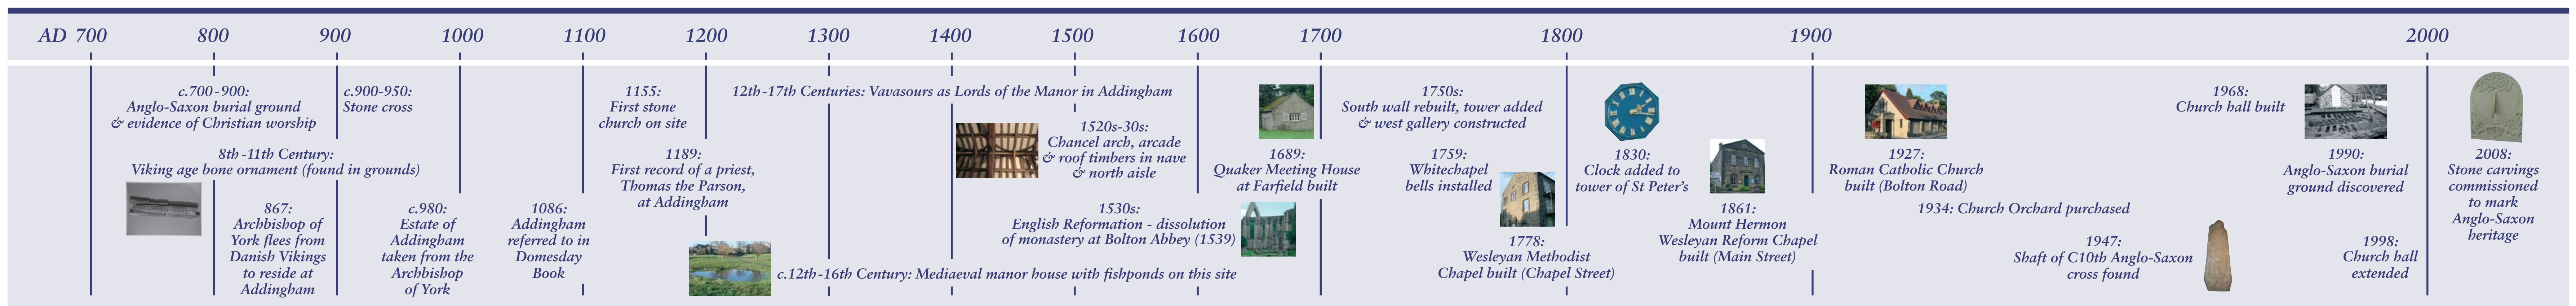 AD 700 800 900 1000 1100 1200 1300 1400 1500 1600 1700 1800 1900 2000
c.700-900:
Anglo-Saxon burial ground
& evidence of Christian worship
8th-11th Century:
Viking age bone ornament (found in grounds)
867:
Archbishop of
York flees from
Danish Vikings
to reside at
Addingham
c.900-950:
Stone cross
c.980:
Estate of
Addingham
taken from the
Archbishop
of York
1086:
Addingham
referred to in
Domesday
Book
1155:
First stone
church on site
1189:
First record of a priest,
Thomas the Parson,
at Addingham
12th-17th Centuries: Vavasours as Lords of the Manor in Addingham
1520s-30s:
Chancel arch, arcade
& roof timbers in nave
& north aisle
1530s:
English Reformation - dissolution
of monastery at Bolton Abbey (1539)
c.12th-16th Century: Mediaeval manor house with fishponds on this site
1689:
Quaker Meeting House
at Farfield built
1750s:
South wall rebuilt, tower added
& west gallery constructed
1759:
Whitechapel
bells installed
1778:
Wesleyan Methodist
Chapel built (Chapel Street)
1830:
Clock added to
tower of St Peter's
1861:
Mount Hermon
Wesleyan Reform Chapel
built (Main Street)
1927:
Roman Catholic Church
built (Bolton Road)
1934: Church Orchard purchased
1947:
Shaft of C10th Anglo-Saxon
cross found
1968:
Church hall built
1990:
Anglo-Saxon burial
ground discovered
1998:
Church hall
extended
2008:
Stone carvings
commissioned
to mark
Anglo-Saxon
heritage